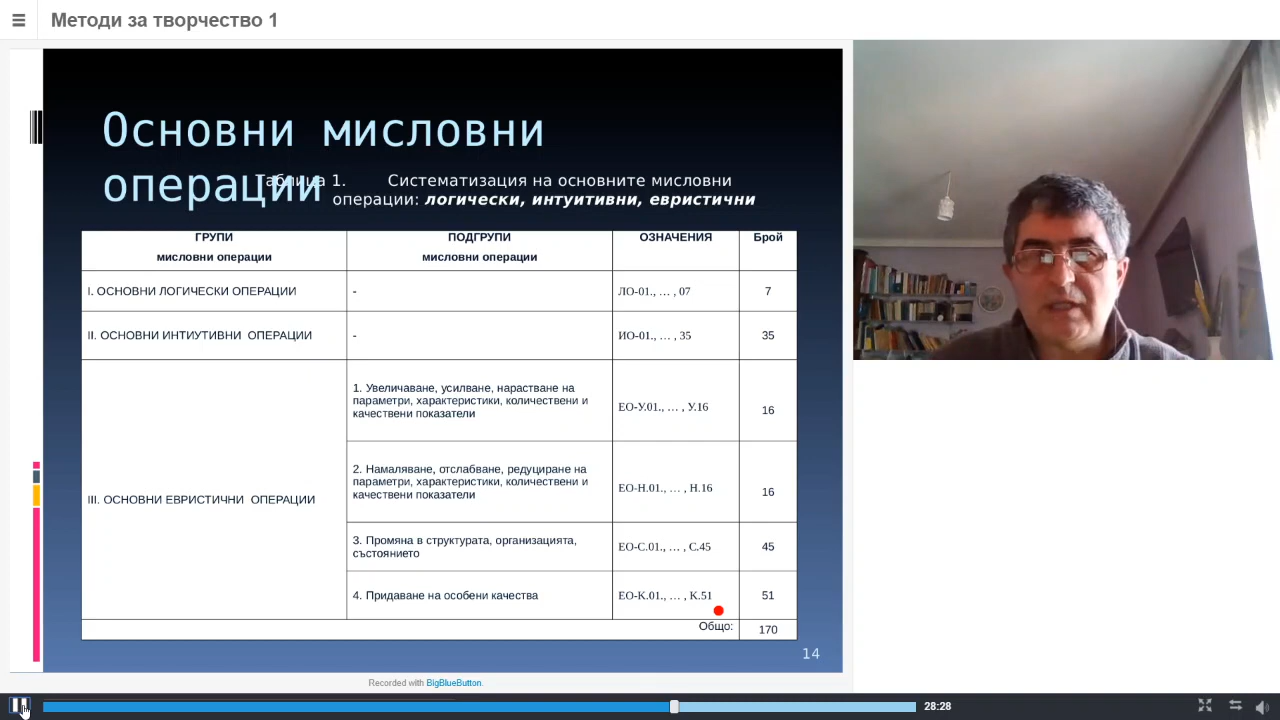 Методи за творчество 1
Основни мисловни
операции
Таблица 1. Систематизация на основните мисловни
операции: логически, интуитивни, евристични
ГРУПИ
мисловни операции
ПОДГРУПИ
мисловни операции
ОЗНАЧЕНИЯ
Брой
I. ОСНОВНИ ЛОГИЧЕСКИ ОПЕРАЦИИ
-
ЛО-01., … , 07
7
II. ОСНОВНИ ИНТИУТИВНИ ОПЕРАЦИИ
-
ИО-01., … , 35
35
III. ОСНОВНИ ЕВРИСТИЧНИ ОПЕРАЦИИ
1. Увеличаване, усилване, нарастване на
параметри, характеристики, количествени и
качествени показатели
ЕО-У.01., … , У.16
16
2. Намаляване, отслабване, редуциране на
параметри, характеристики, количествени и
качествени показатели
ЕО-Н.01., … , Н.16
16
3. Промяна в структурата, организацията,
състоянието
ЕО-С.01., … , С.45
45
4. Придаване на особени качества
ЕО-К.01., … , К.51
51
Общо:
170
14
Recorded with BigBlueButton.
28:28